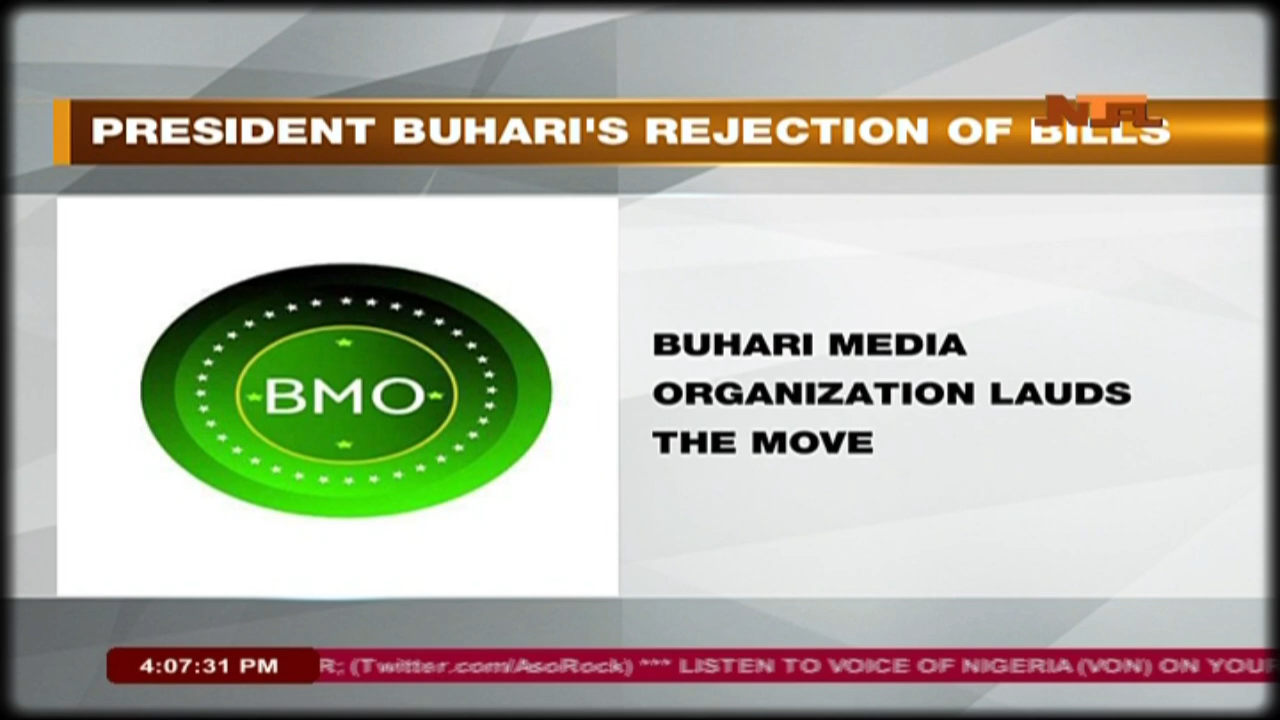 PRESIDENT BUHARI'S REJECTION OF BILLS
NTA
BMO
BUHARI MEDIA
ORGANIZATION LAUDS
THE MOVE
4:07:31 PM
R; (Twitter.com/AsoRock) *** LISTEN TO VOICE OF NIGERIA (VON) ON YOUR